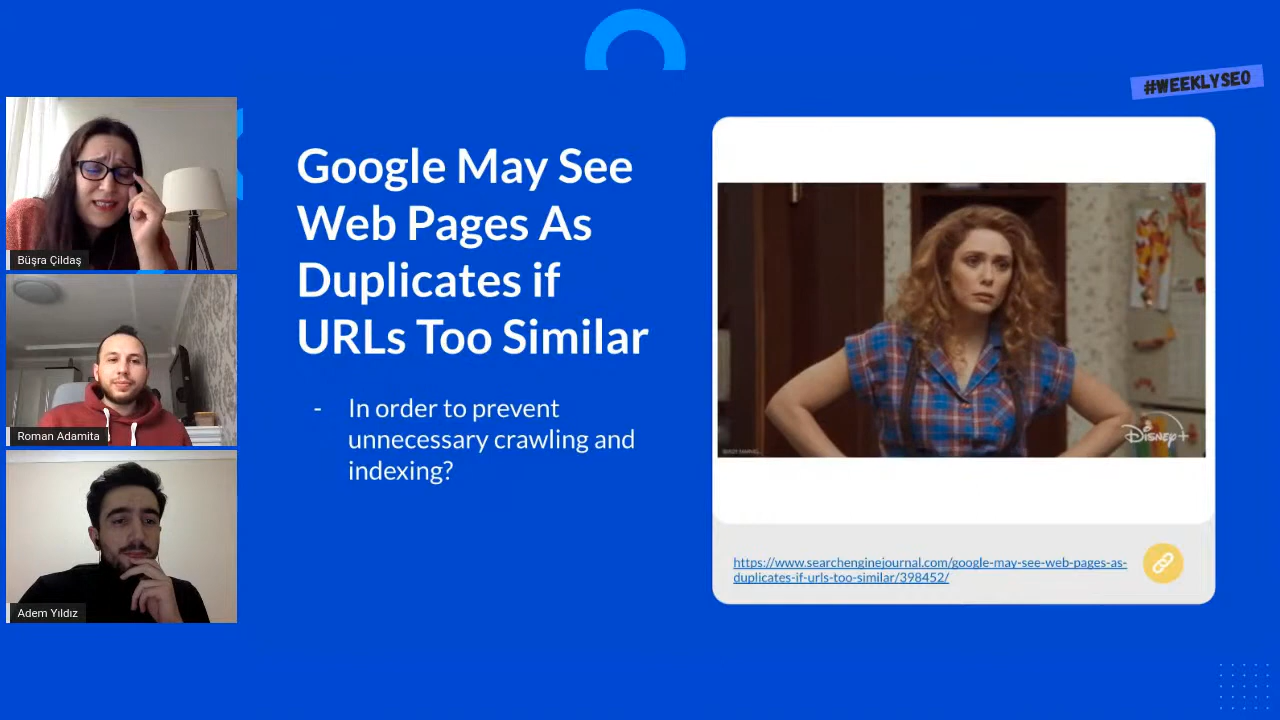 #WEEKLYSEO
Büşra Çildaş
Roman Adamita
Adem Yıldız
Google May See
Web Pages As
Duplicates if
URLs Too Similar
- In order to prevent
unnecessary crawling and
indexing?
Disney+
https://www.searchenginejournal.com/google-may-see-web-pages-as-
duplicates-if-urls-too-similar/398452/